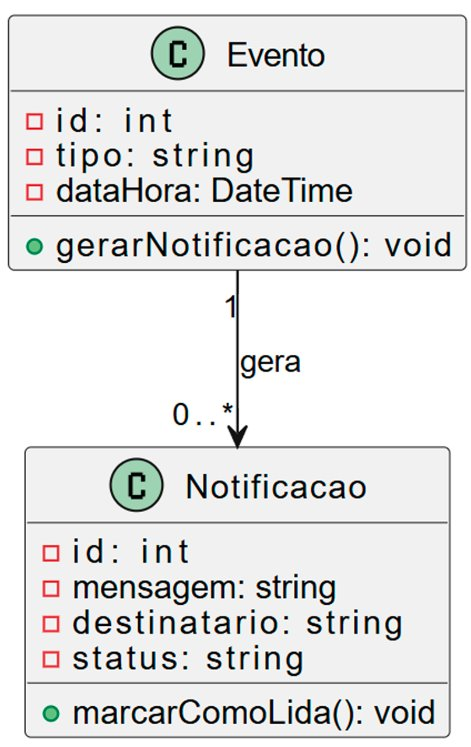 C Evento
id: int
tipo: string
dataHora: DateTime
gerarNotificacao(): void
1
gera
0..*
C Notificacao
id: int
mensagem: string
destinatario: string
status: string
marcarComoLida(): void